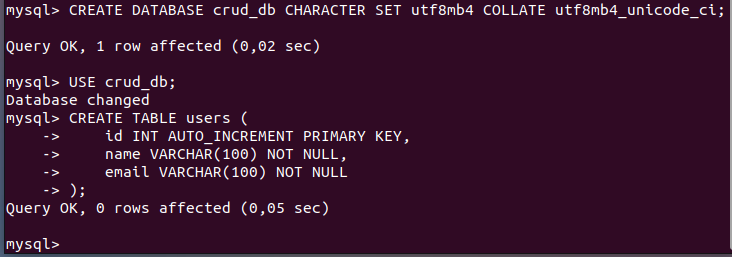 mysql> CREATE DATABASE crud_db CHARACTER SET utf8mb4 COLLATE utf8mb4_unicode_ci;
Query OK, 1 row affected (0,02 sec)
mysql> USE crud_db;
Database changed
mysql> CREATE TABLE users (
    ->     id INT AUTO_INCREMENT PRIMARY KEY,
    ->     name VARCHAR(100) NOT NULL,
    ->     email VARCHAR(100) NOT NULL
    -> );
Query OK, 0 rows affected (0,05 sec)
mysql>